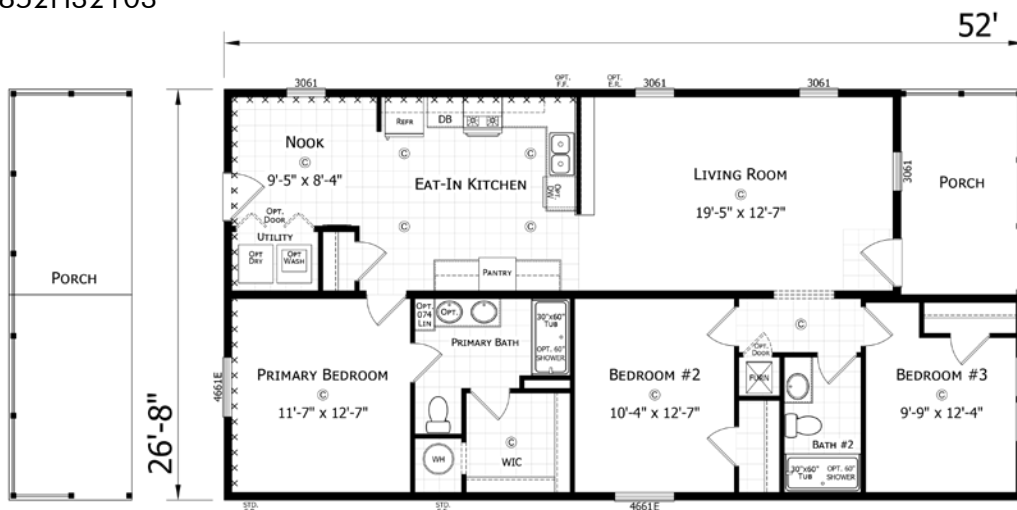 52'
3061
OPT. F.F.
OPT. E.I.L
3061
3061
REFR
DB
NOOK
9'-5" x 8'-4"
EAT-IN KITCHEN
OPT. DW
LIVING ROOM
19'-5" x 12'-7"
3061
PORCH
OPT. DOOR
UTILITY
OPT DRY
OPT WASH
PANTRY
PORCH
26'-8"
4661E
PRIMARY BEDROOM
11'-7" x 12'-7"
OPT. 074 LIN
OPT.
PRIMARY BATH
30"x60" TUB
OPT. 60" SHOWER
WH
WIC
BEDROOM #2
10'-4" x 12'-7"
OPT. DOOR
FURN
BATH #2
30"x60" TUB
OPT. 60" SHOWER
BEDROOM #3
9'-9" x 12'-4"
STD.
STD.
4661E